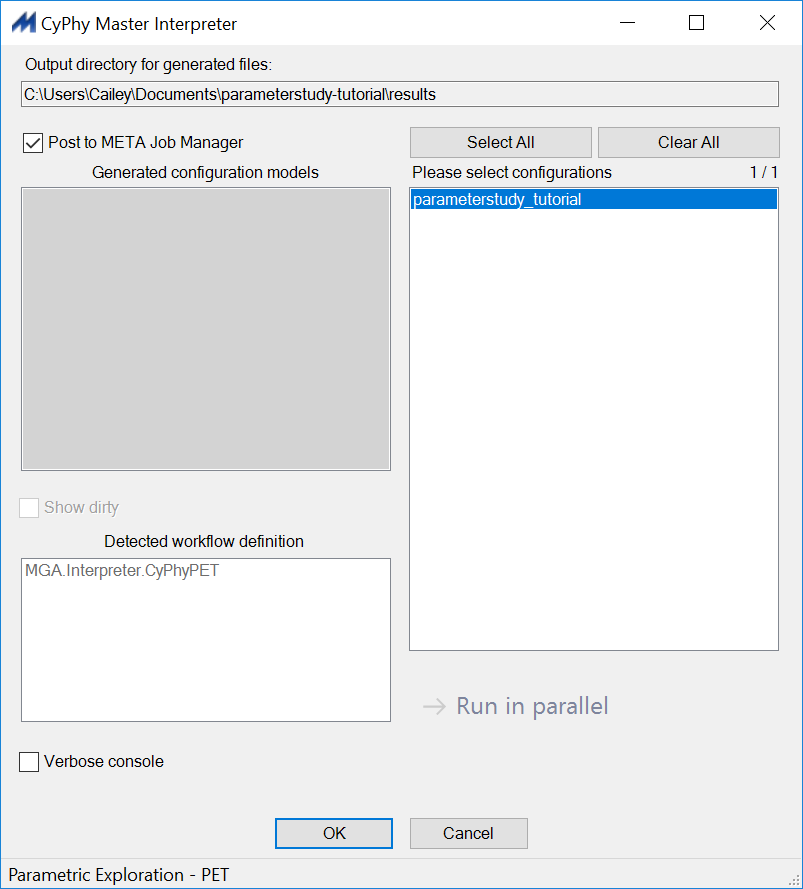 CyPhy Master Interpreter
Output directory for generated files:
C:\Users\Cailey\Documents\parameterstudy-tutorial\results
Post to META Job Manager
Select All
Clear All
Generated configuration models
Please select configurations
1 / 1
parameterstudy_tutorial
Show dirty
Detected workflow definition
MGA.Interpreter.CyPhyPET
Run in parallel
Verbose console
OK
Cancel
Parametric Exploration - PET